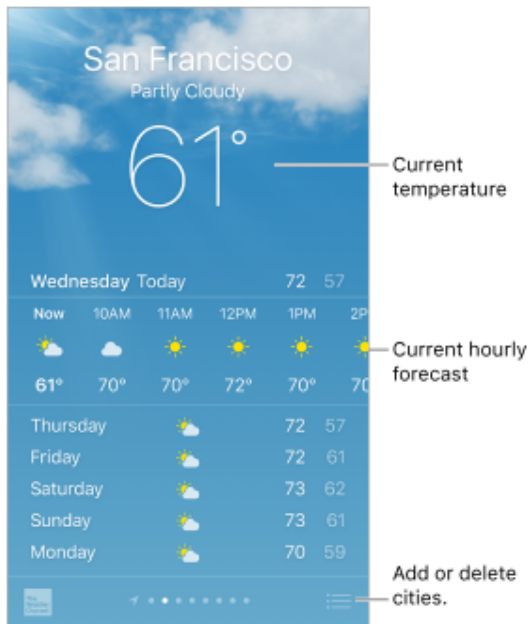 San Francisco
Partly Cloudy
61°
Current
temperature
Wednesday Today 72 57
Now 10AM 11AM 12PM 1PM 2P
Current hourly
forecast
61° 70° 70° 72° 70° 70
Thursday 72 57
Friday 72 61
Saturday 73 62
Sunday 73 61
Monday 70 59
Add or delete
cities.